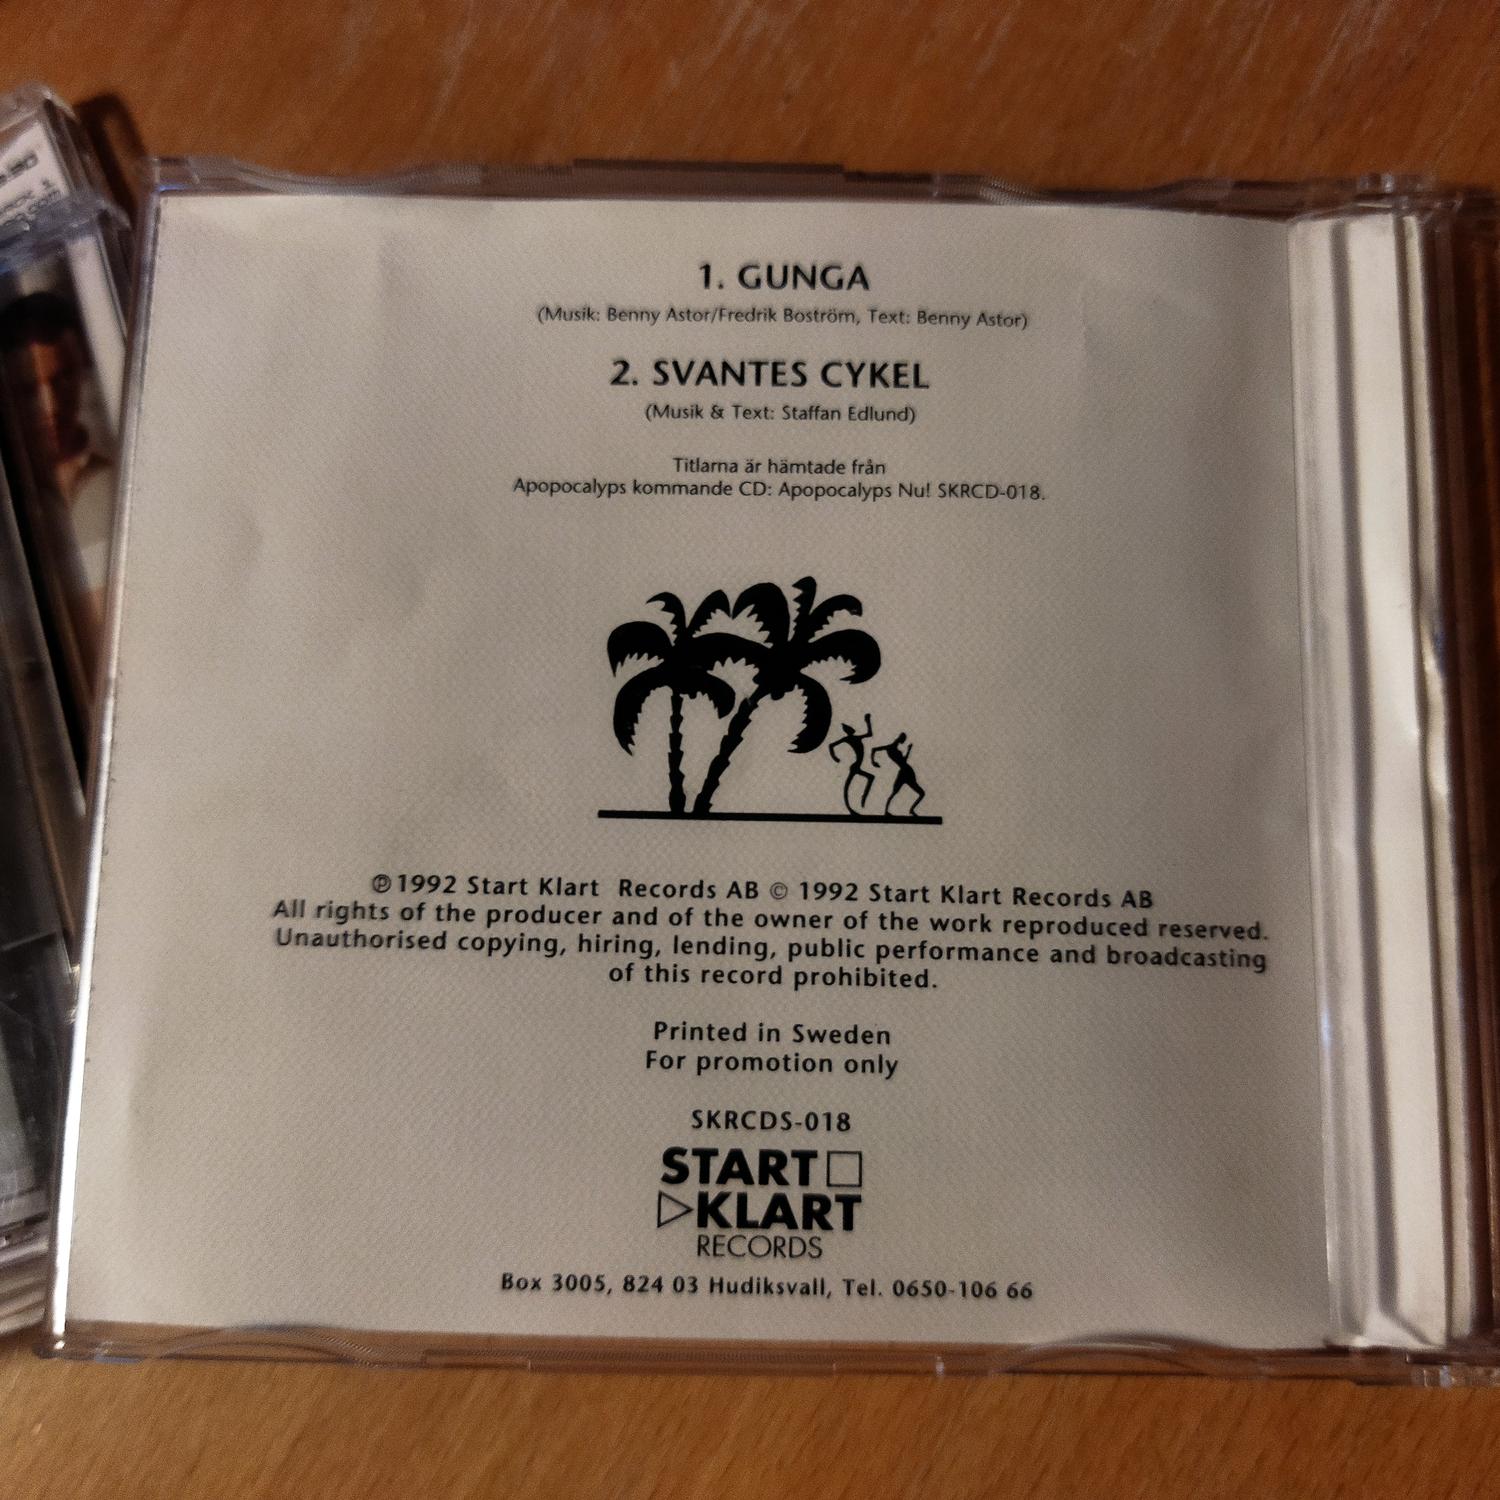 1. GUNGA
(Musik: Benny Astor/Fredrik Boström, Text: Benny Astor)
2. SVANTES CYKEL
(Musik & Text: Staffan Edlund)
Titlarna är hämtade från
Apopocalyps kommande CD: Apopocalyps Nu! SKRCD-018.
℗1992 Start Klart Records AB © 1992 Start Klart Records AB
All rights of the producer and of the owner of the work reproduced reserved.
Unauthorised copying, hiring, lending, public performance and broadcasting
of this record prohibited.
Printed in Sweden
For promotion only
SKRCDS-018
START
KLART
RECORDS
Box 3005, 824 03 Hudiksvall, Tel. 0650-106 66